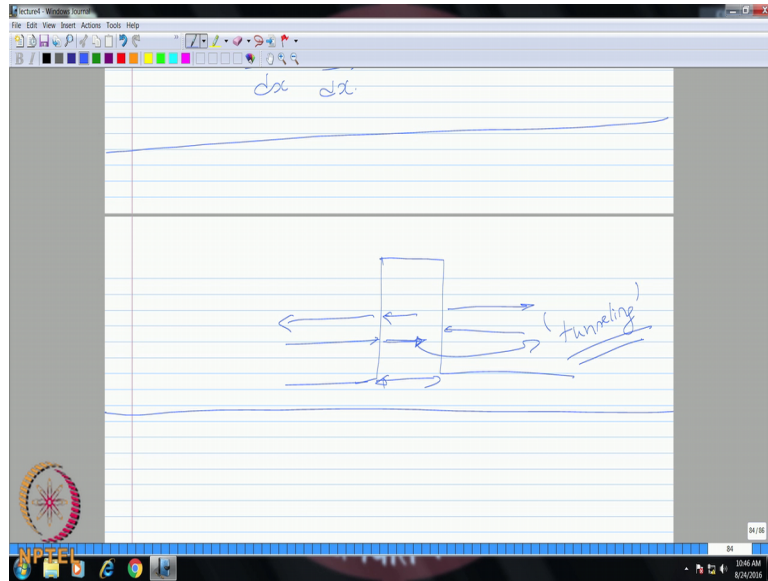 lecture4 - Windows Journal
File Edit View Insert Actions Tools Help
B I
dx dx.
(tunneling)
84 / 86
84
NPTEL
10:46 AM
8/24/2016